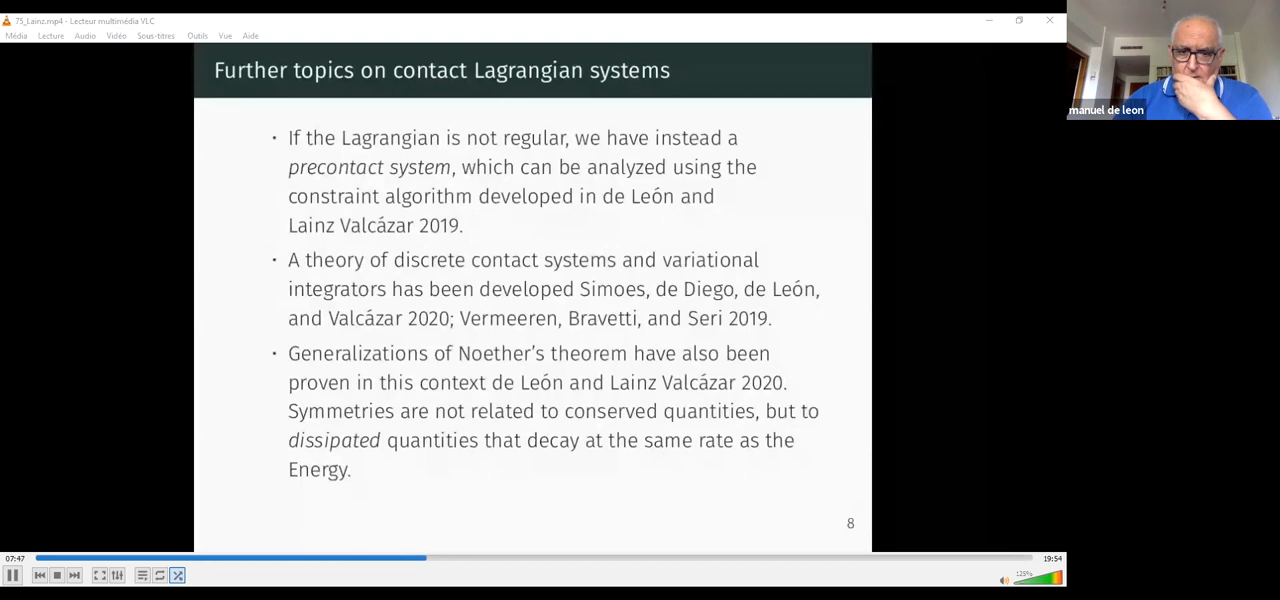 75_Lainz.mp4 - Lecteur multimédia VLC
Média Lecture Audio Vidéo Sous-titres Outils Vue Aide
Further topics on contact Lagrangian systems
manuel de leon
• If the Lagrangian is not regular, we have instead a
precontact system, which can be analyzed using the
constraint algorithm developed in de León and
Lainz Valcázar 2019.
• A theory of discrete contact systems and variational
integrators has been developed Simoes, de Diego, de León,
and Valcázar 2020; Vermeeren, Bravetti, and Seri 2019.
• Generalizations of Noether's theorem have also been
proven in this context de León and Lainz Valcázar 2020.
Symmetries are not related to conserved quantities, but to
dissipated quantities that decay at the same rate as the
Energy.
8
07:47 19:54
125%